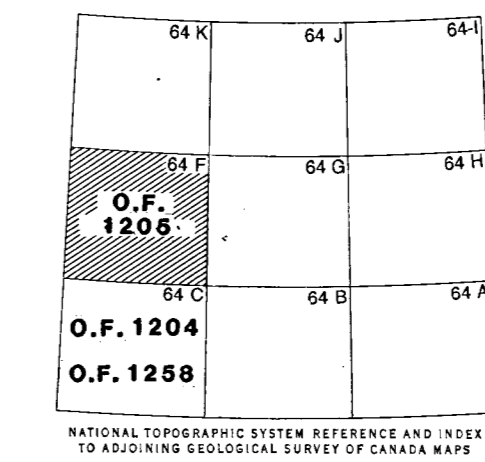 64 K 64 J 64-I
64 F 64 G 64 H
O.F.
1205
64 C 64 B 64 A
O.F. 1204
O.F. 1258
NATIONAL TOPOGRAPHIC SYSTEM REFERENCE AND INDEX
TO ADJOINING GEOLOGICAL SURVEY OF CANADA MAPS